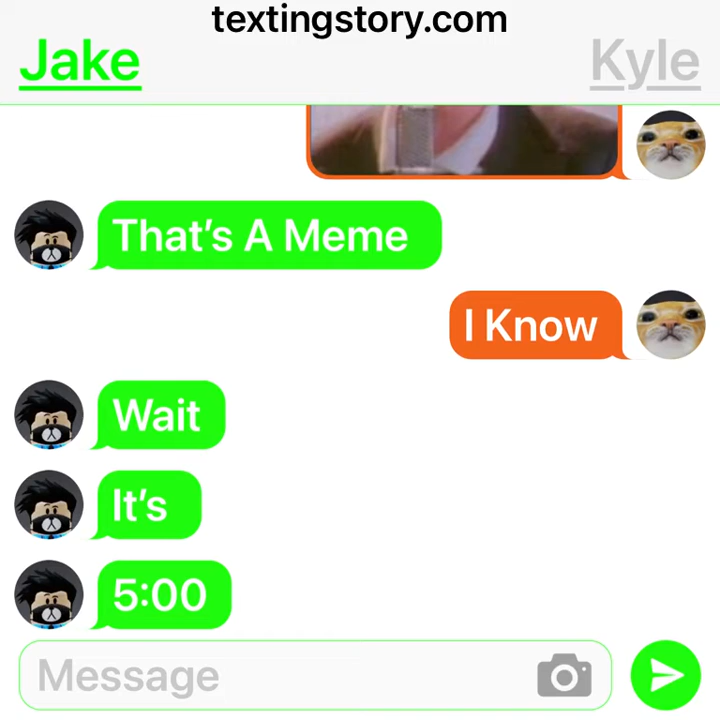 textingstory.com
Jake
Kyle
That's A Meme
I Know
Wait
It's
5:00
Message